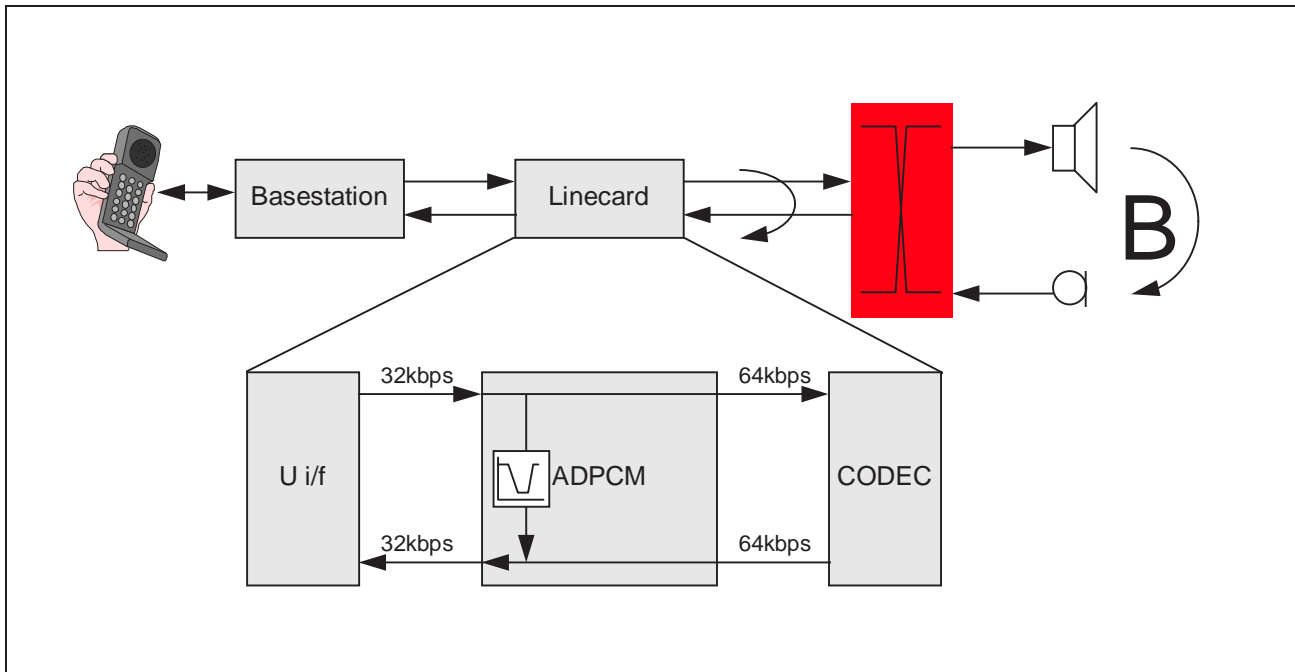 Basestation
Linecard
B
32kbps
64kbps
U i/f
ADPCM
CODEC
32kbps
64kbps